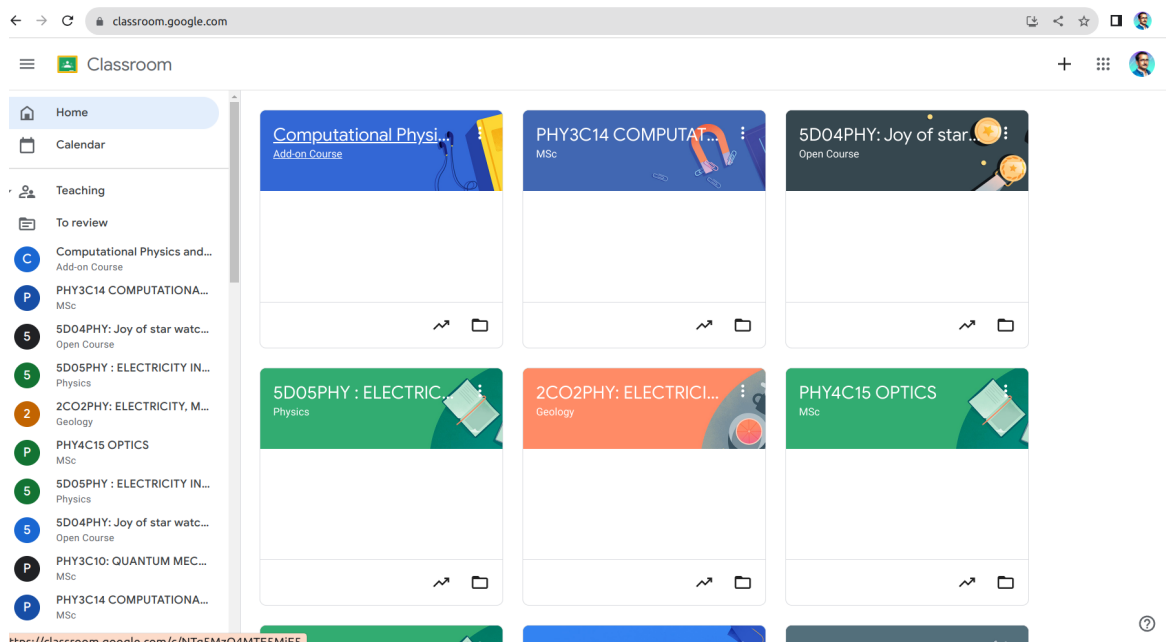 classroom.google.com
Classroom
Home
Calendar
Teaching
To review
Computational Physics and...
Add-on Course
PHY3C14 COMPUTATIONA...
MSc
5D04PHY: Joy of star watc...
Open Course
5D05PHY : ELECTRICITY IN...
Physics
2CO2PHY: ELECTRICITY, M...
Geology
PHY4C15 OPTICS
MSc
5D05PHY : ELECTRICITY IN...
Physics
5D04PHY: Joy of star watc...
Open Course
PHY3C10: QUANTUM MEC...
MSc
PHY3C14 COMPUTATIONA...
MSc
Computational Physi...
Add-on Course
PHY3C14 COMPUTAT...
MSc
5D04PHY: Joy of star...
Open Course
5D05PHY : ELECTRIC...
Physics
2CO2PHY: ELECTRICI...
Geology
PHY4C15 OPTICS
MSc
C
P
5
5
2
P
5
5
P
P